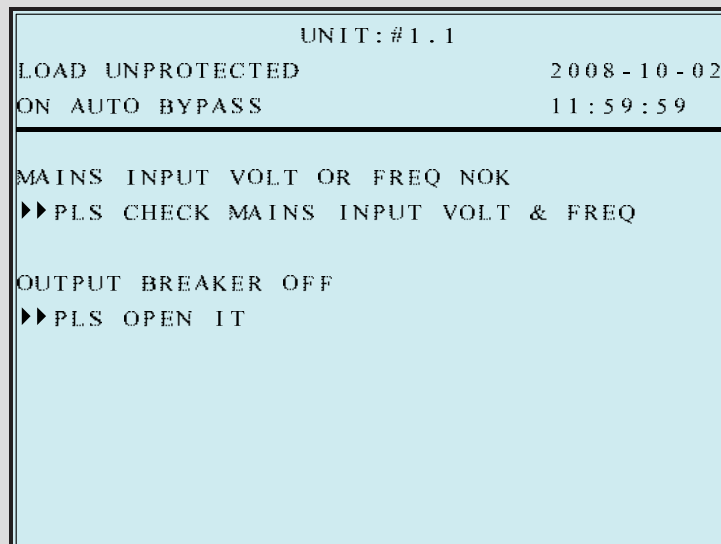 UNIT:#1.1
LOAD UNPROTECTED 2008-10-02
ON AUTO BYPASS 11:59:59
MAINS INPUT VOLT OR FREQ NOK
▶▶PLS CHECK MAINS INPUT VOLT & FREQ
OUTPUT BREAKER OFF
▶▶PLS OPEN IT